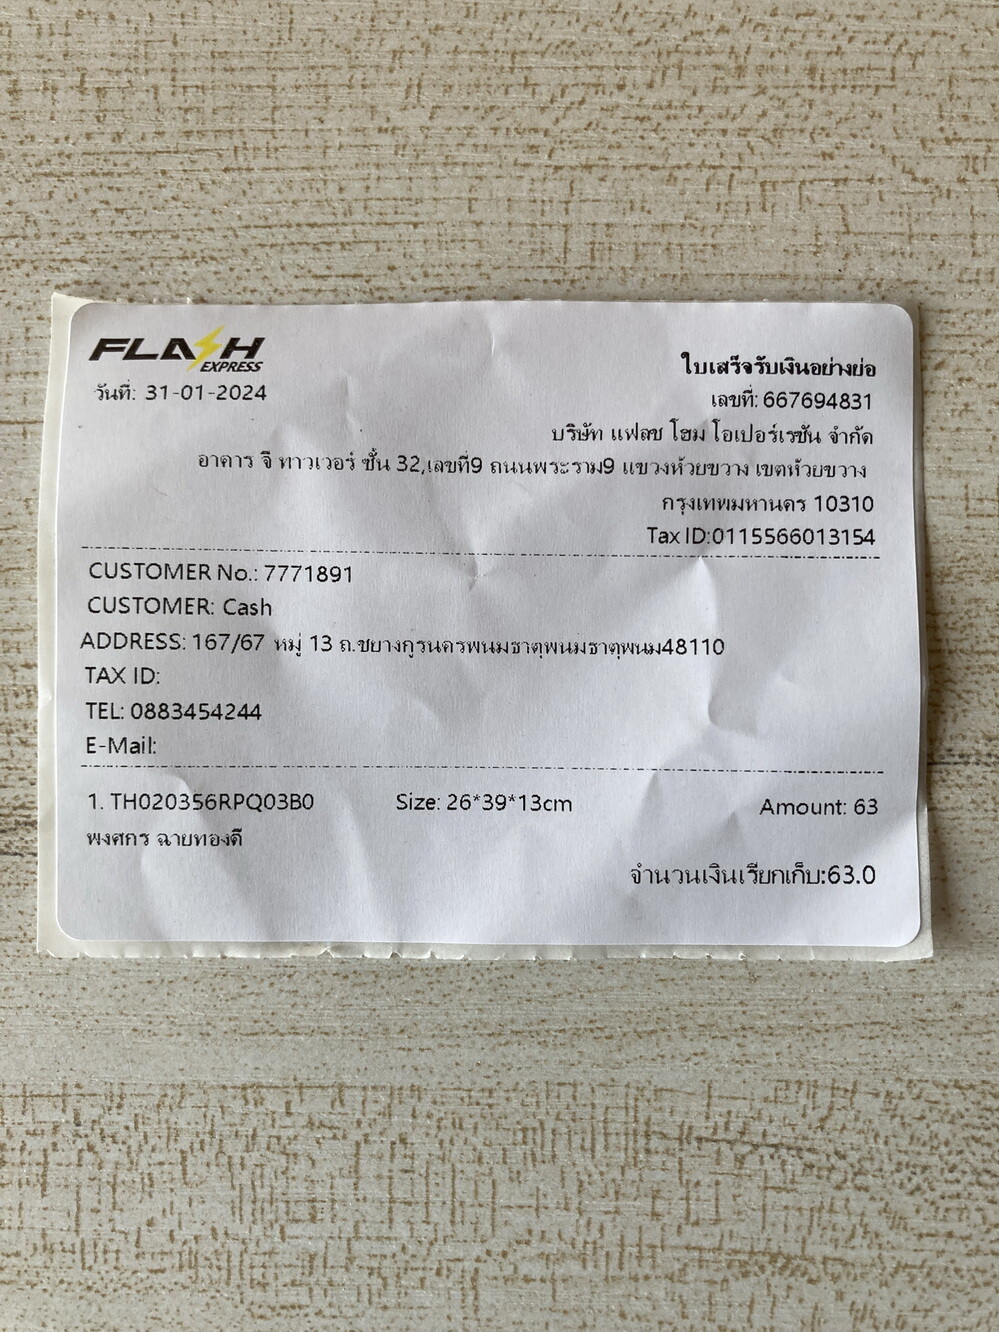 FLASH
EXPRESS
วันที่: 31-01-2024
ใบเสร็จรับเงินอย่างย่อ
เลขที่: 667694831
บริษัท แฟลช โฮม โอเปอร์เรชัน จำกัด
อาคาร จี ทาวเวอร์ ชั้น 32,เลขที่9 ถนนพระราม9 แขวงห้วยขวาง เขตห้วยขวาง
กรุงเทพมหานคร 10310
Tax ID:0115566013154
CUSTOMER No.: 7771891
CUSTOMER: Cash
ADDRESS: 167/67 หมู่ 13 ถ.ชยางกูรนครพนมธาตุพนมธาตุพนม48110
TAX ID:
TEL: 0883454244
E-Mail:
1. TH020356RPQ03B0 Size: 26*39*13cm Amount: 63
พงศกร ฉายทองดี
จำนวนเงินเรียกเก็บ:63.0